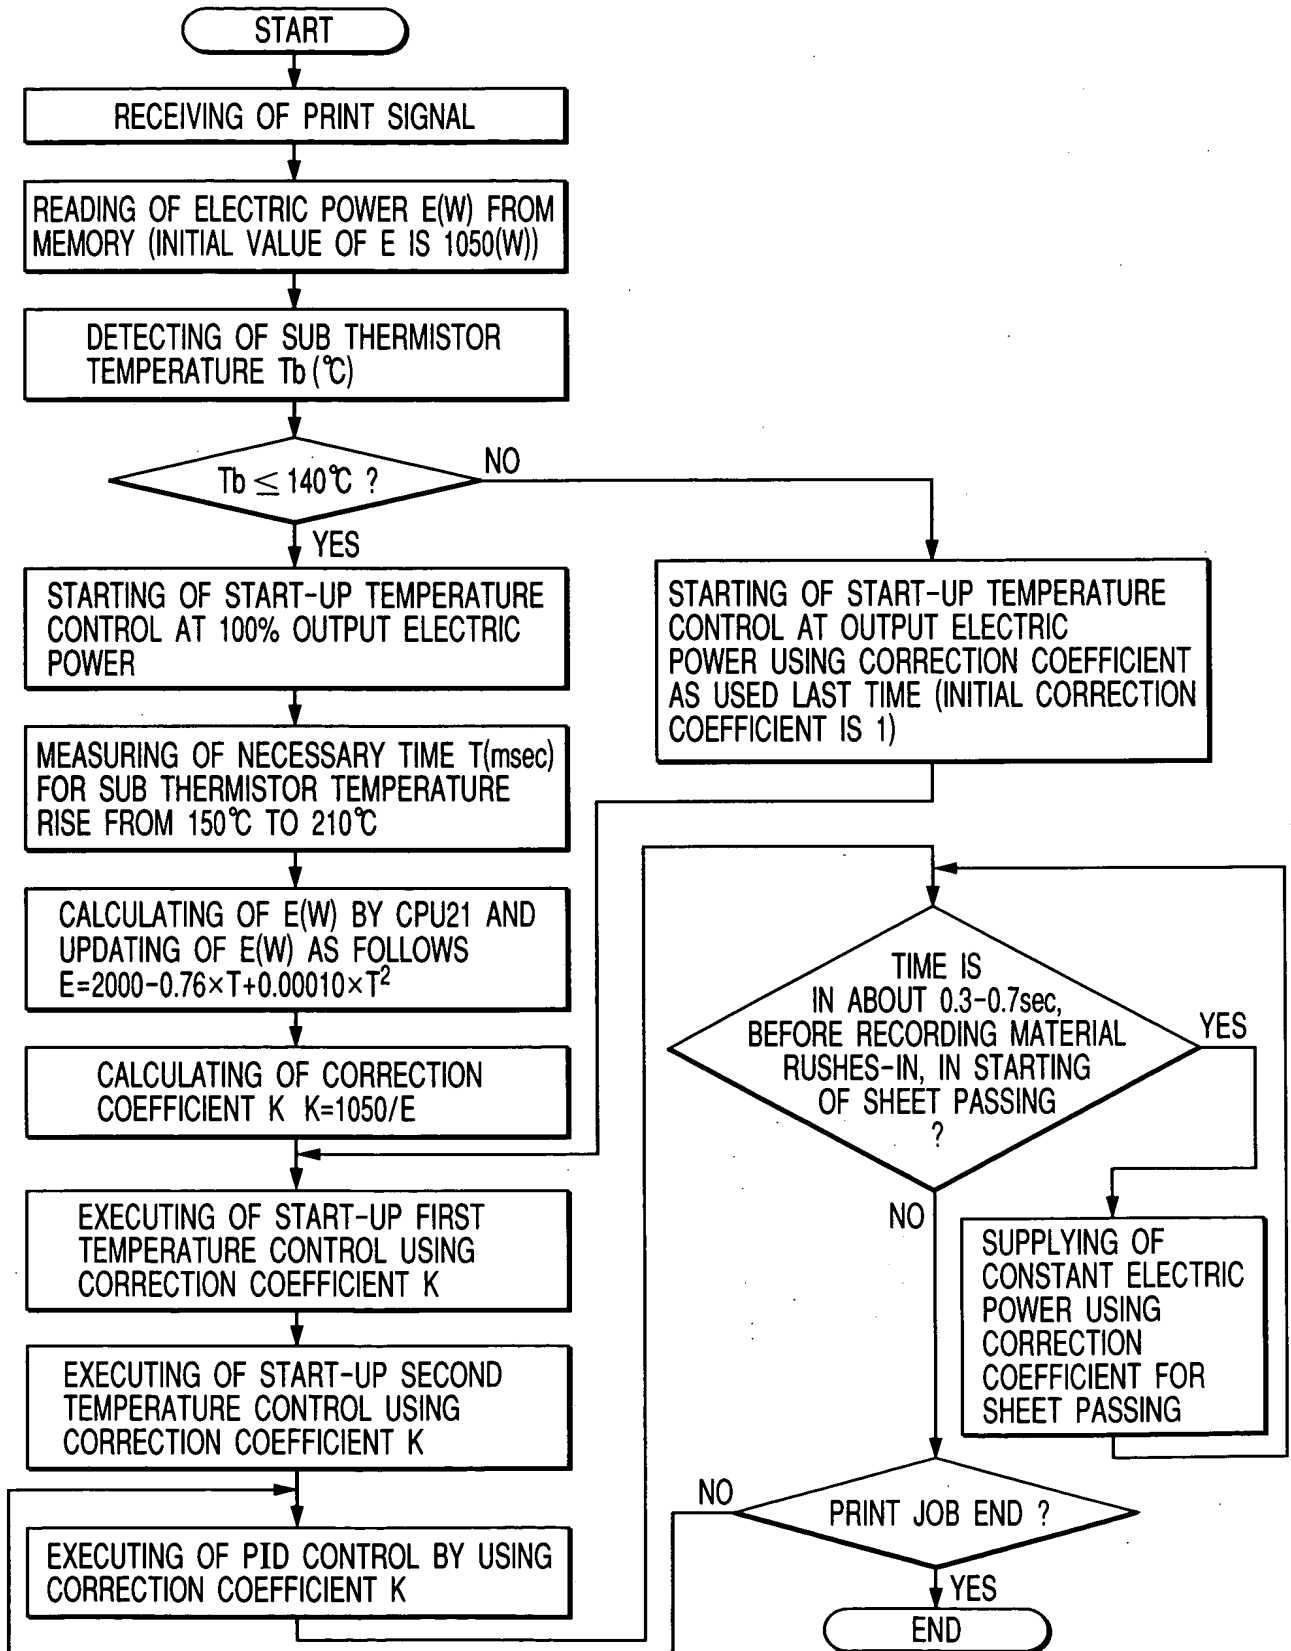 START
RECEIVING OF PRINT SIGNAL
READING OF ELECTRIC POWER E(W) FROM
MEMORY (INITIAL VALUE OF E IS 1050(W))
DETECTING OF SUB THERMISTOR
TEMPERATURE Tb (℃)
Tb ≤ 140℃ ?
NO
YES
STARTING OF START-UP TEMPERATURE
CONTROL AT 100% OUTPUT ELECTRIC
POWER
STARTING OF START-UP TEMPERATURE
CONTROL AT OUTPUT ELECTRIC
POWER USING CORRECTION COEFFICIENT
AS USED LAST TIME (INITIAL CORRECTION
COEFFICIENT IS 1)
MEASURING OF NECESSARY TIME T(msec)
FOR SUB THERMISTOR TEMPERATURE
RISE FROM 150℃ TO 210℃
CALCULATING OF E(W) BY CPU21 AND
UPDATING OF E(W) AS FOLLOWS
E=2000-0.76×T+0.00010×T²
CALCULATING OF CORRECTION
COEFFICIENT K K=1050/E
EXECUTING OF START-UP FIRST
TEMPERATURE CONTROL USING
CORRECTION COEFFICIENT K
EXECUTING OF START-UP SECOND
TEMPERATURE CONTROL USING
CORRECTION COEFFICIENT K
EXECUTING OF PID CONTROL BY USING
CORRECTION COEFFICIENT K
TIME IS
IN ABOUT 0.3-0.7sec,
BEFORE RECORDING MATERIAL
RUSHES-IN, IN STARTING
OF SHEET PASSING
?
YES
NO
SUPPLYING OF
CONSTANT ELECTRIC
POWER USING
CORRECTION
COEFFICIENT FOR
SHEET PASSING
NO
PRINT JOB END ?
YES
END